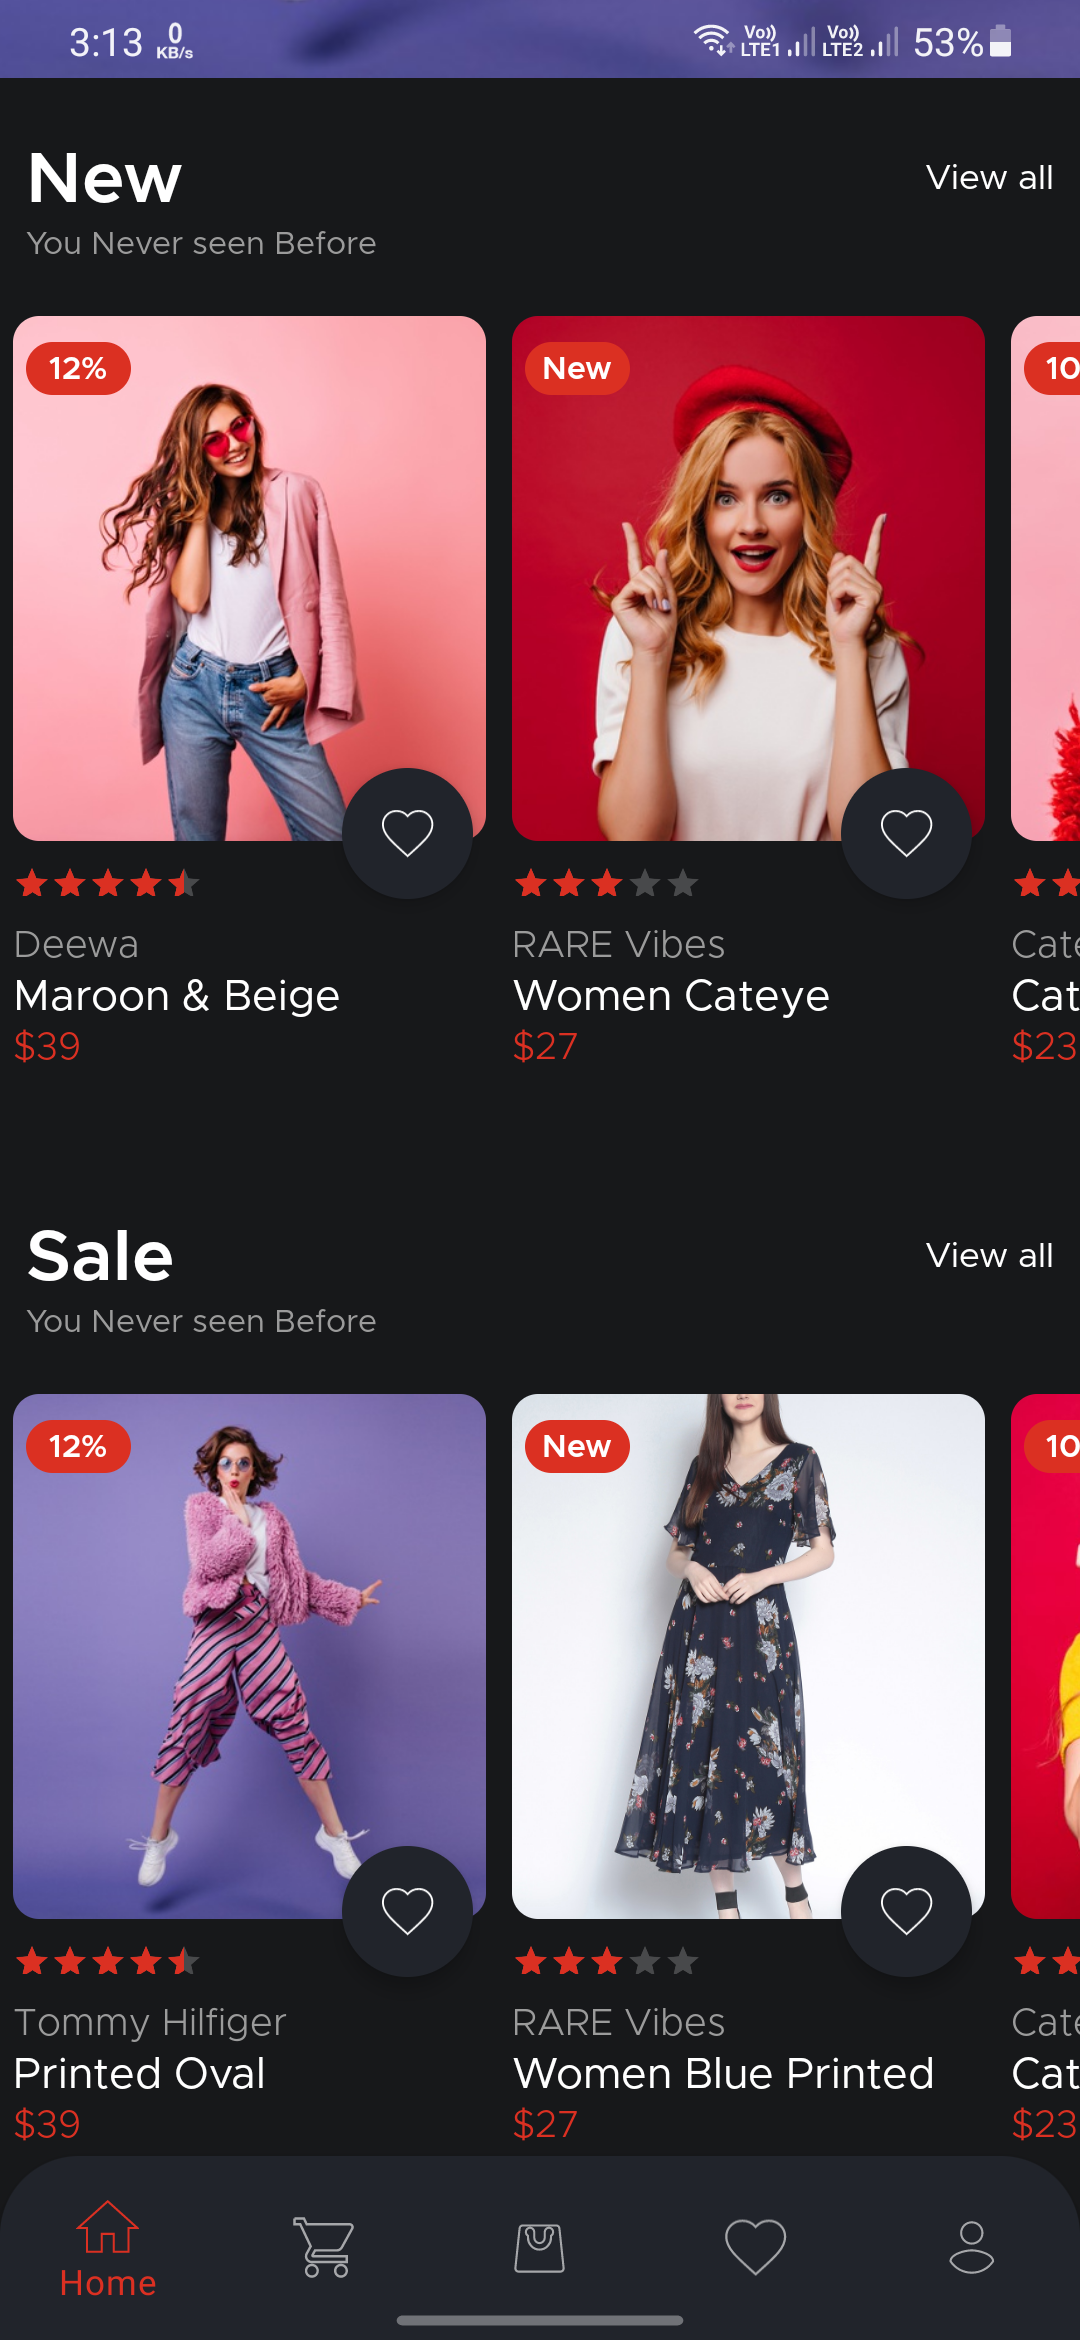 3:13 0 KB/s Vo)) LTE1 Vo)) LTE2 53%
New View all
You Never seen Before
12% New 10
Deewa RARE Vibes Cate
Maroon & Beige Women Cateye Cat
$39 $27 $23
Sale View all
You Never seen Before
12% New 10
Tommy Hilfiger RARE Vibes Cate
Printed Oval Women Blue Printed Cat
$39 $27 $23
Home